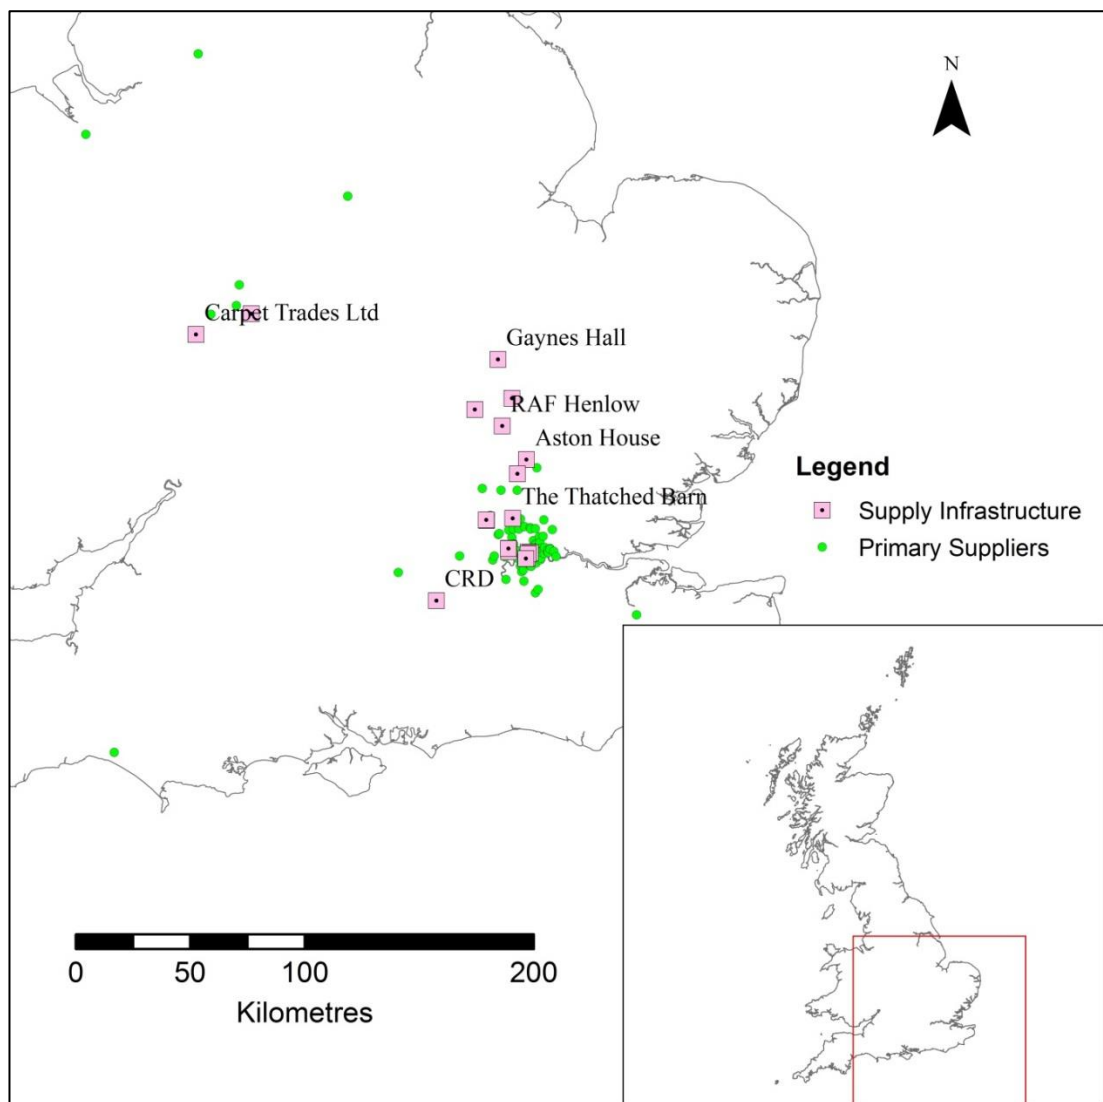 N
Carpet Trades Ltd
Gaynes Hall
RAF Henlow
Aston House
The Thatched Barn
CRD
Legend
Supply Infrastructure
Primary Suppliers
0 50 100 200
Kilometres